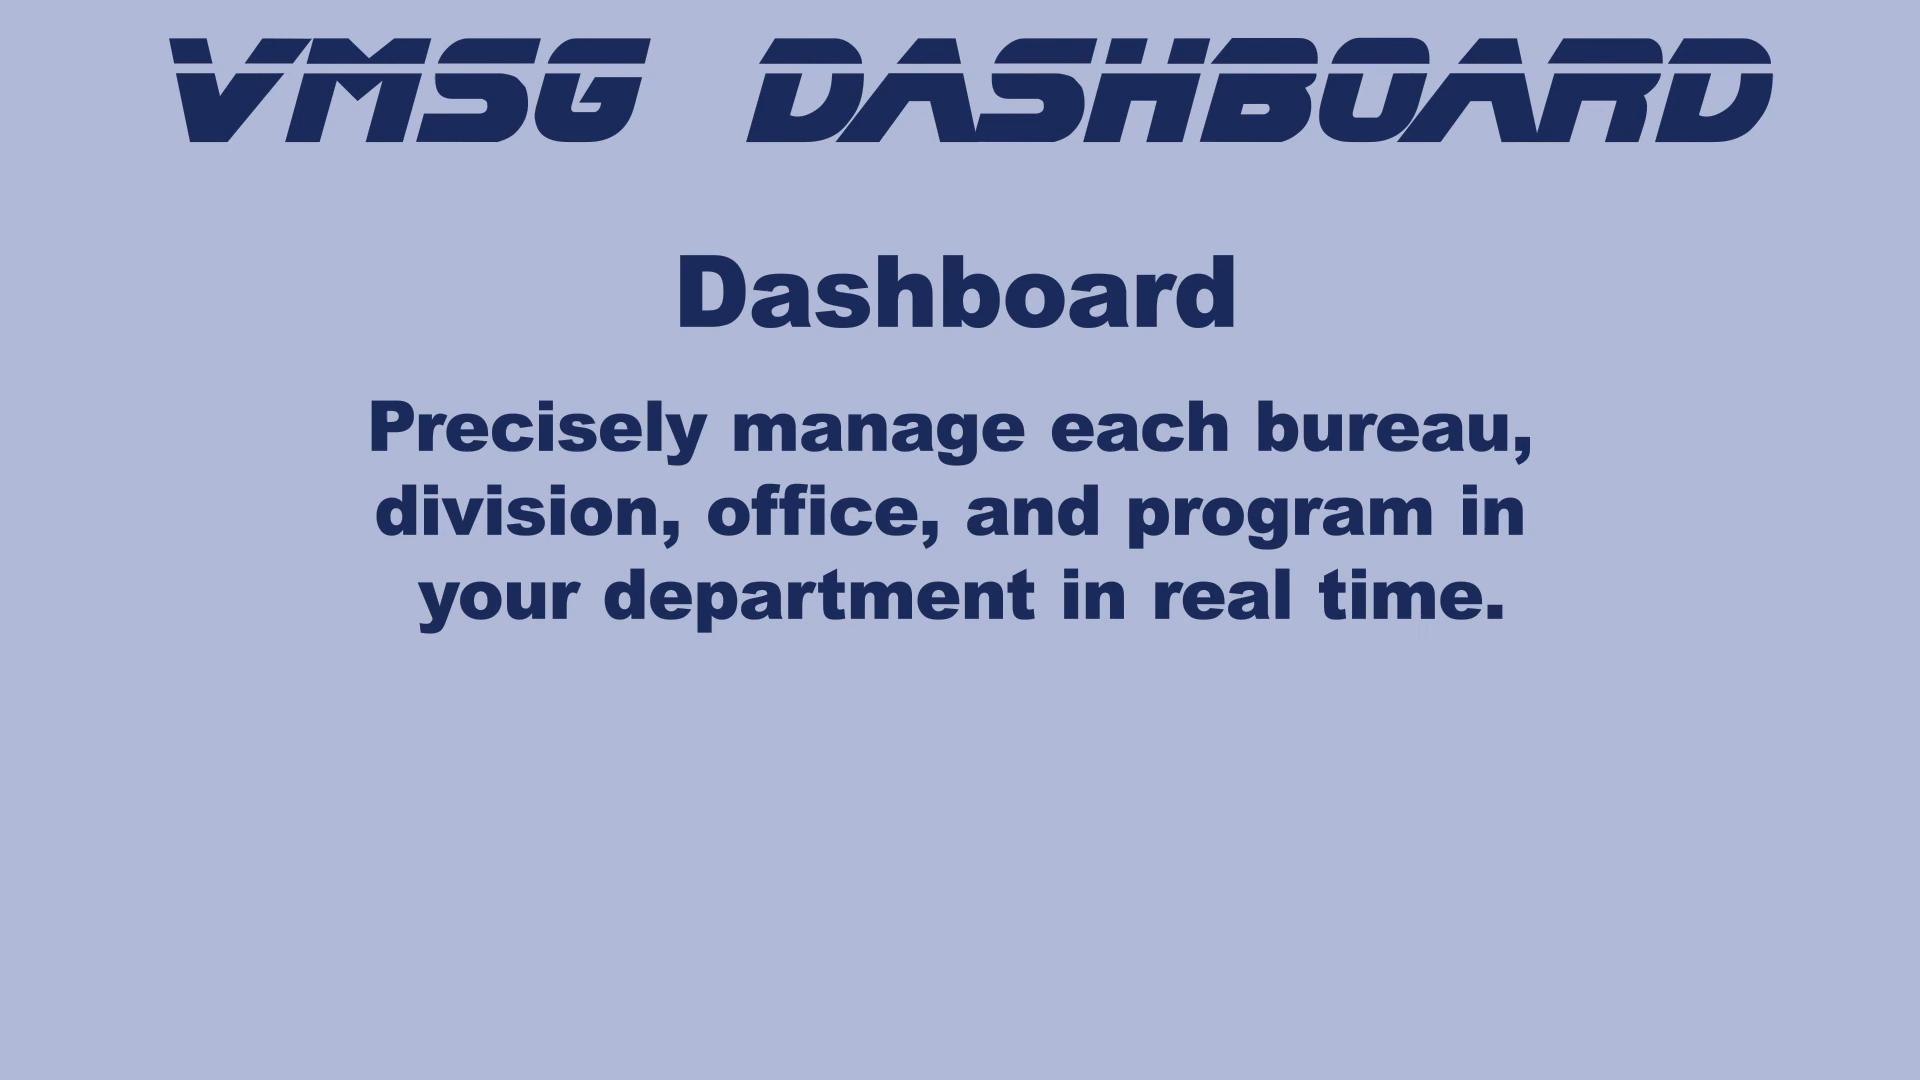 VMSG DASHBOARD
Dashboard
Precisely manage each bureau,
division, office, and program in
your department in real time.